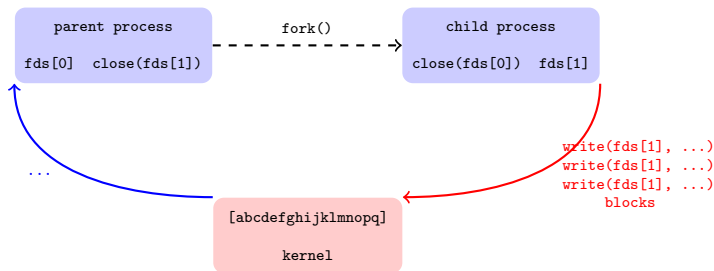 parent process
fds[0] close(fds[1])
fork()
child process
close(fds[0]) fds[1]
...
write(fds[1], ...)
write(fds[1], ...)
write(fds[1], ...)
blocks
[abcdefghijklmnopq]
kernel